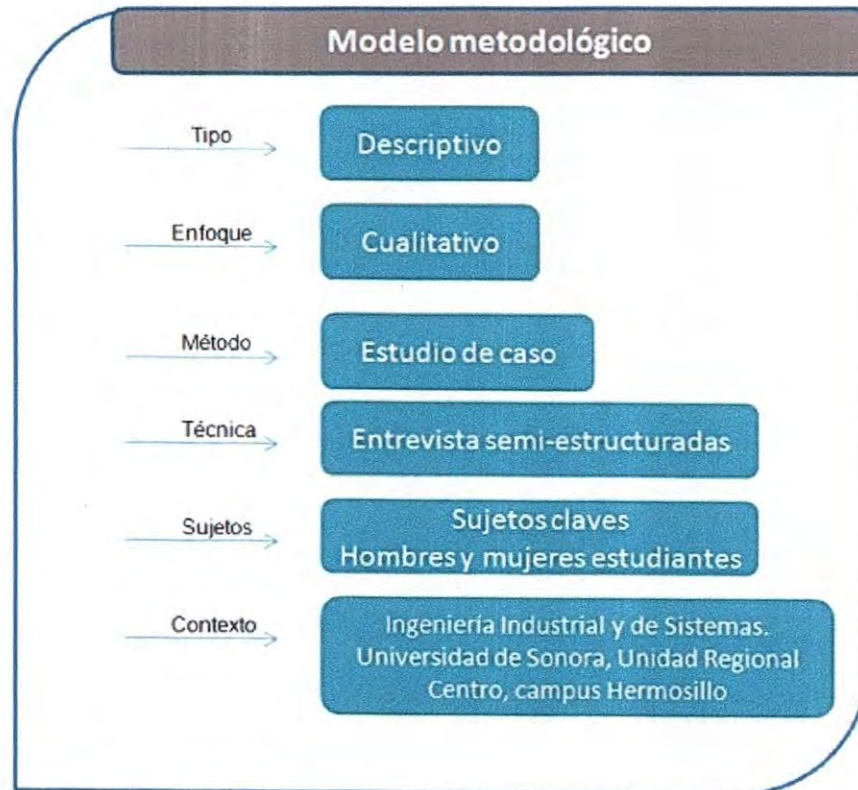 Modelo metodológico
Tipo
Descriptivo
Enfoque
Cualitativo
Método
Estudio de caso
Técnica
Entrevista semi-estructuradas
Sujetos
Sujetos claves
Hombres y mujeres estudiantes
Contexto
Ingeniería Industrial y de Sistemas.
Universidad de Sonora, Unidad Regional
Centro, campus Hermosillo